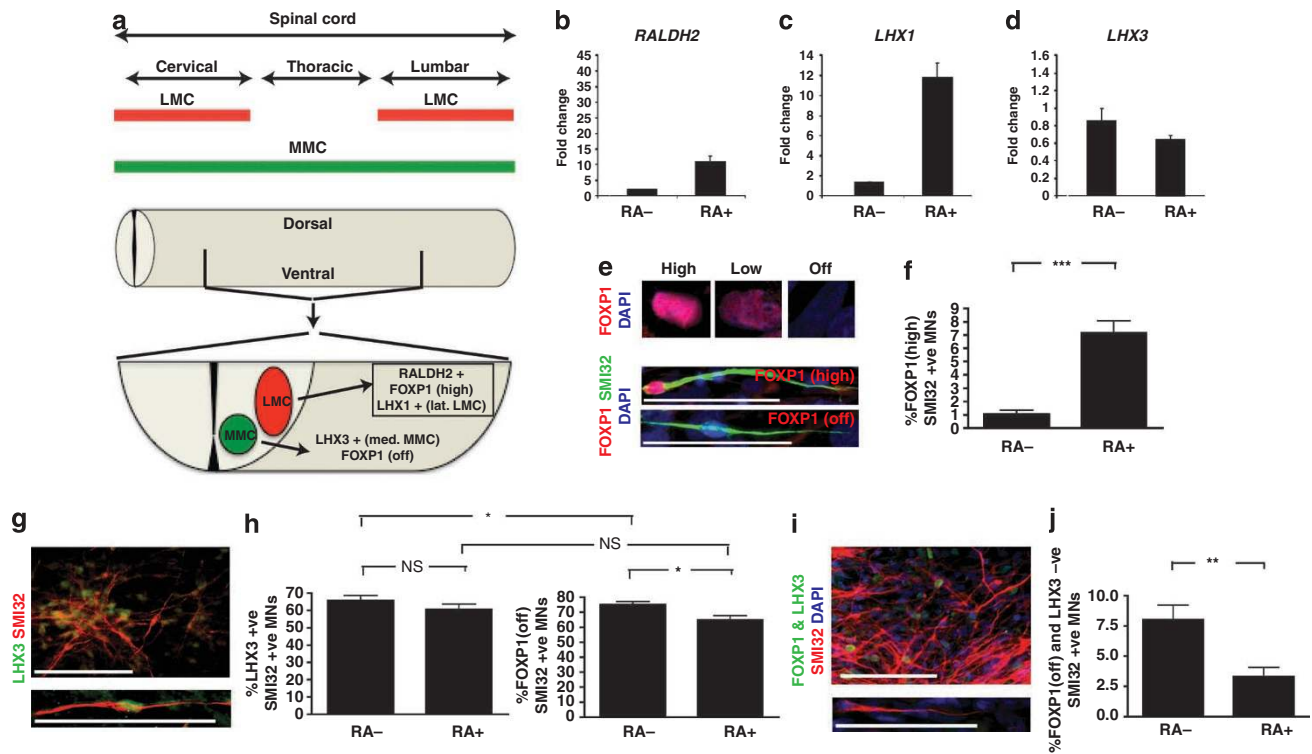 a
Spinal cord
Cervical Thoracic Lumbar
LMC LMC
MMC
Dorsal
Ventral
LMC
MMC
RALDH2 +
FOXP1 (high)
LHX1 + (lat. LMC)
LHX3 + (med. MMC)
FOXP1 (off)
b
RALDH2
Fold change
45
40
35
30
25
20
15
10
5
0
RA– RA+
c
LHX1
Fold change
14
12
10
8
6
4
2
0
RA– RA+
d
LHX3
Fold change
1.6
1.4
1.2
1
0.8
0.6
0.4
0.2
0
RA– RA+
e
High Low Off
FOXP1
DAPI
FOXP1 SMI32
DAPI
FOXP1 (high)
FOXP1 (off)
f
***
%FOXP1(high)
SMI32 +ve MNs
9
8
7
6
5
4
3
2
1
0
RA– RA+
g
LHX3 SMI32
h
*
NS
NS
*
%LHX3 +ve
SMI32 +ve MNs
70
60
50
40
30
20
10
0
RA– RA+
%FOXP1(off)
SMI32 +ve MNs
80
70
60
50
40
30
20
10
0
RA– RA+
i
FOXP1 & LHX3
SMI32 DAPI
j
**
%FOXP1(off) and LHX3 –ve
SMI32 +ve MNs
10.0
7.5
5.0
2.5
0.0
RA– RA+